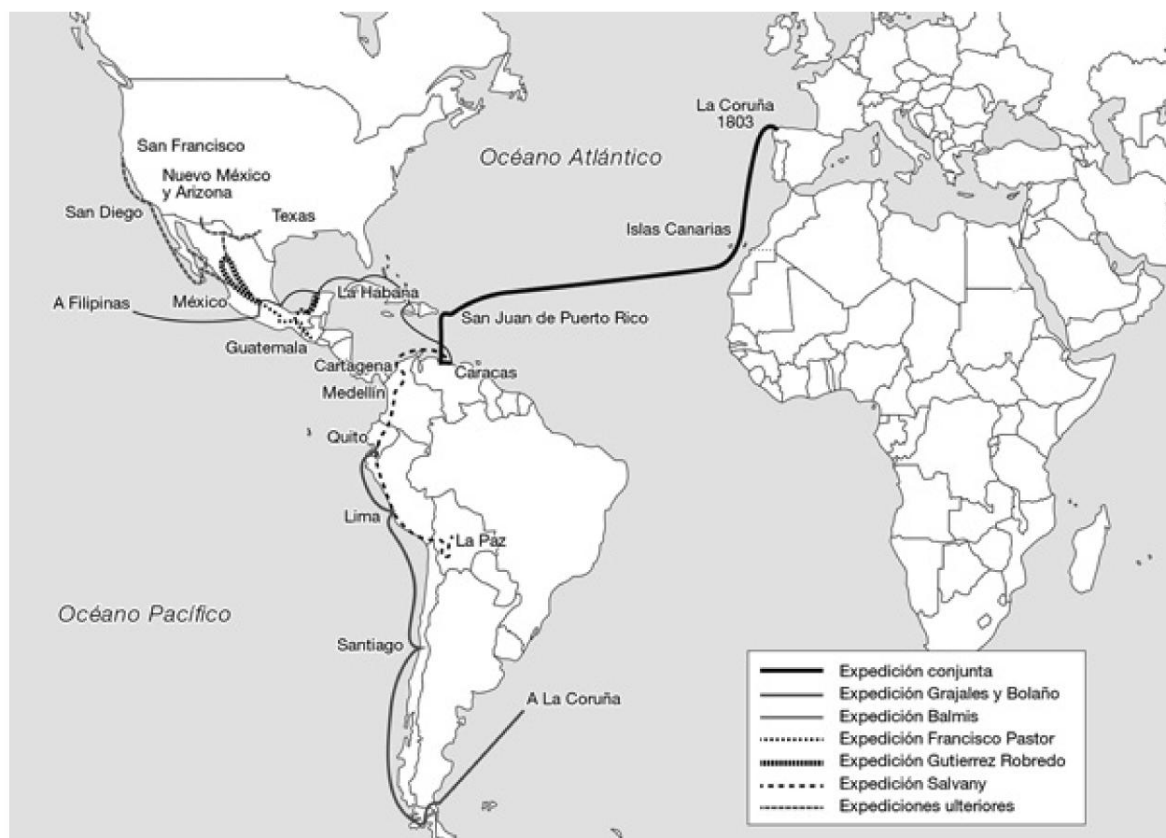 La Coruña
1803
San Francisco
Océano Atlántico
Nuevo México
y Arizona
San Diego
Texas
Islas Canarias
La Habana
A Filipinas
México
San Juan de Puerto Rico
Guatemala
Cartagena
Caracas
Medellín
Quito
Lima
La Paz
Océano Pacífico
Santiago
A La Coruña
Expedición conjunta
Expedición Grajales y Bolaño
Expedición Balmis
Expedición Francisco Pastor
Expedición Gutierrez Robredo
Expedición Salvany
Expediciones ulteriores